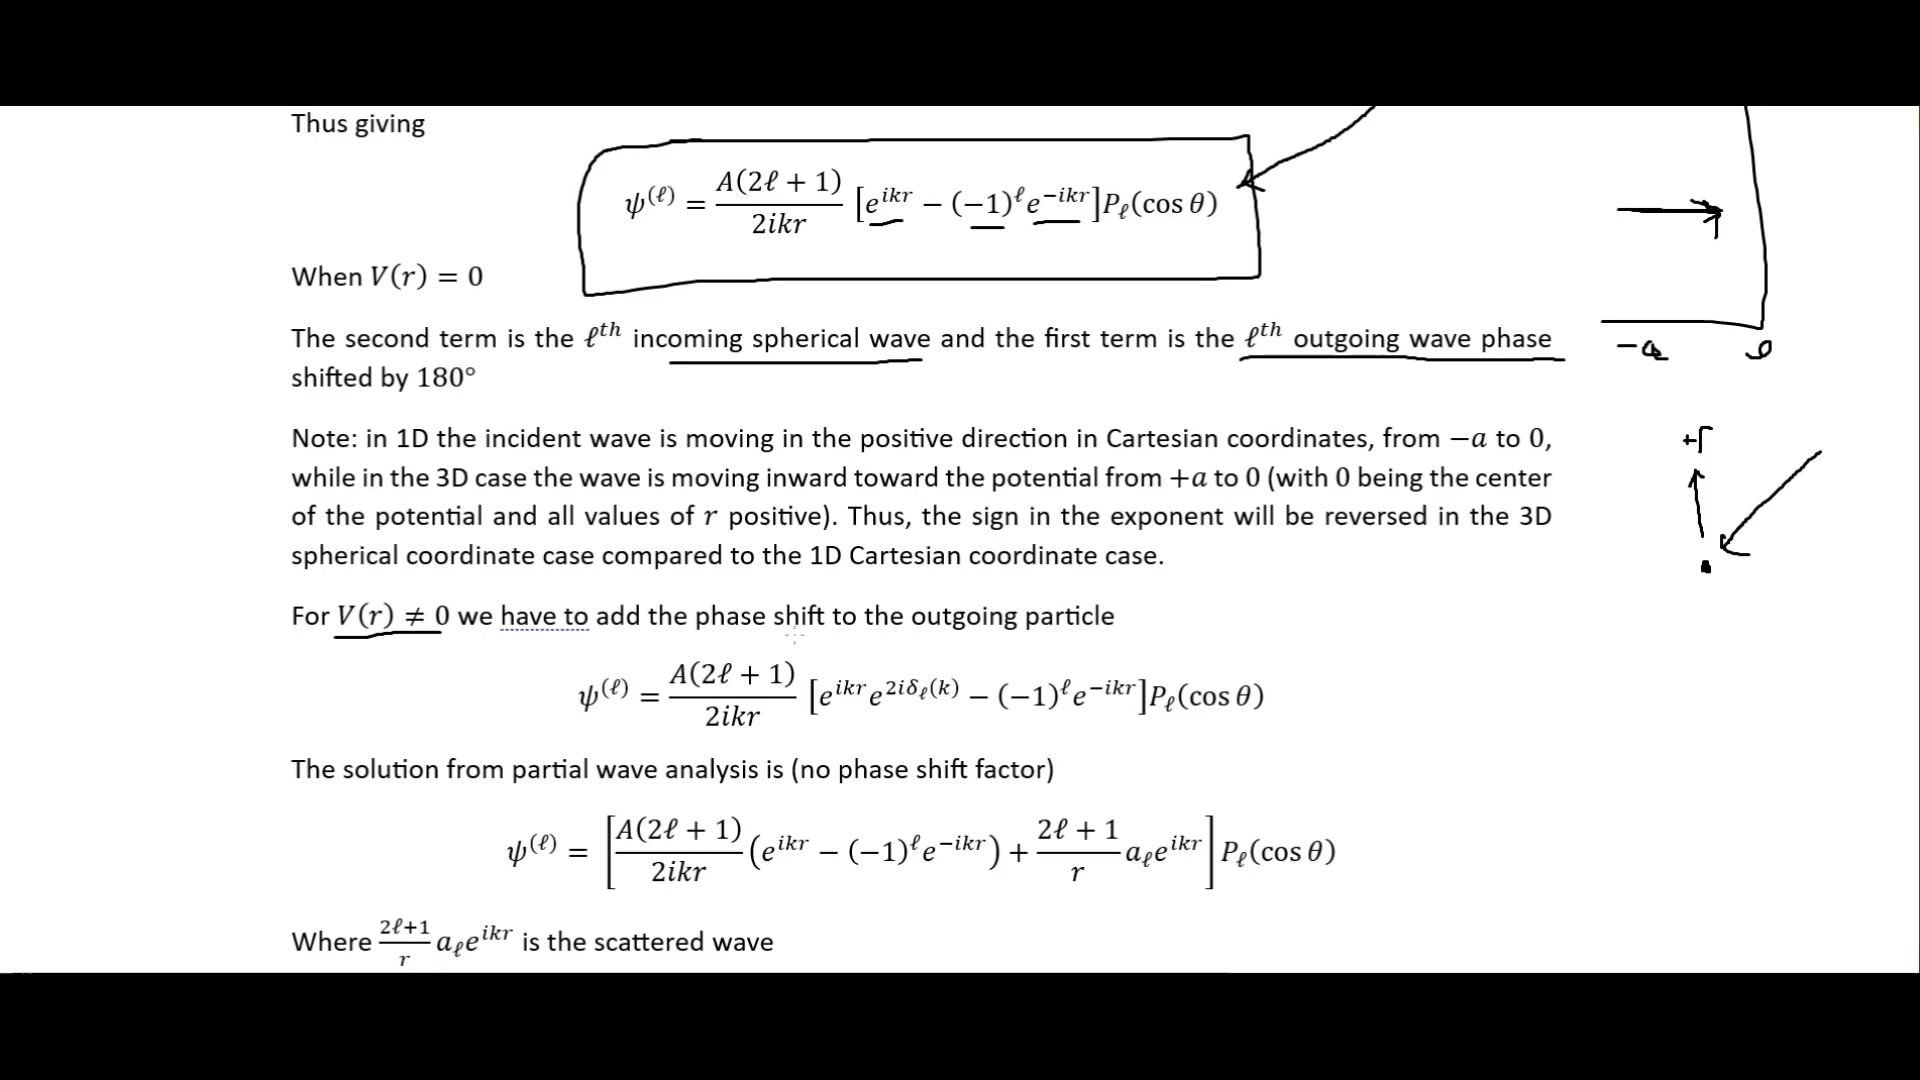 Thus giving
ψ^(ℓ) = A(2ℓ + 1)/2ikr [e^{ikr} − (−1)^ℓ e^{−ikr}]P_ℓ(cos θ)
When V(r) = 0
The second term is the ℓ^{th} incoming spherical wave and the first term is the ℓ^{th} outgoing wave phase
shifted by 180°
−a 0
Note: in 1D the incident wave is moving in the positive direction in Cartesian coordinates, from −a to 0,
while in the 3D case the wave is moving inward toward the potential from +a to 0 (with 0 being the center
of the potential and all values of r positive). Thus, the sign in the exponent will be reversed in the 3D
spherical coordinate case compared to the 1D Cartesian coordinate case.
+r
For V(r) ≠ 0 we have to add the phase shift to the outgoing particle
ψ^(ℓ) = A(2ℓ + 1)/2ikr [e^{ikr} e^{2iδ_ℓ(k)} − (−1)^ℓ e^{−ikr}]P_ℓ(cos θ)
The solution from partial wave analysis is (no phase shift factor)
ψ^(ℓ) = [A(2ℓ + 1)/2ikr (e^{ikr} − (−1)^ℓ e^{−ikr}) + (2ℓ + 1)/r a_ℓ e^{ikr}] P_ℓ(cos θ)
Where (2ℓ+1)/r a_ℓ e^{ikr} is the scattered wave